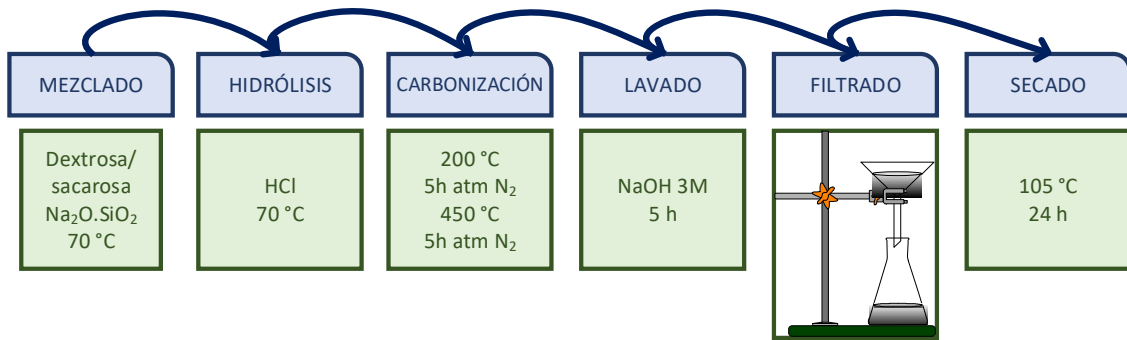 MEZCLADO
HIDRÓLISIS
CARBONIZACIÓN
LAVADO
FILTRADO
SECADO
Dextrosa/
sacarosa
Na₂O.SiO₂
70 °C
HCl
70 °C
200 °C
5h atm N₂
450 °C
5h atm N₂
NaOH 3M
5 h
105 °C
24 h